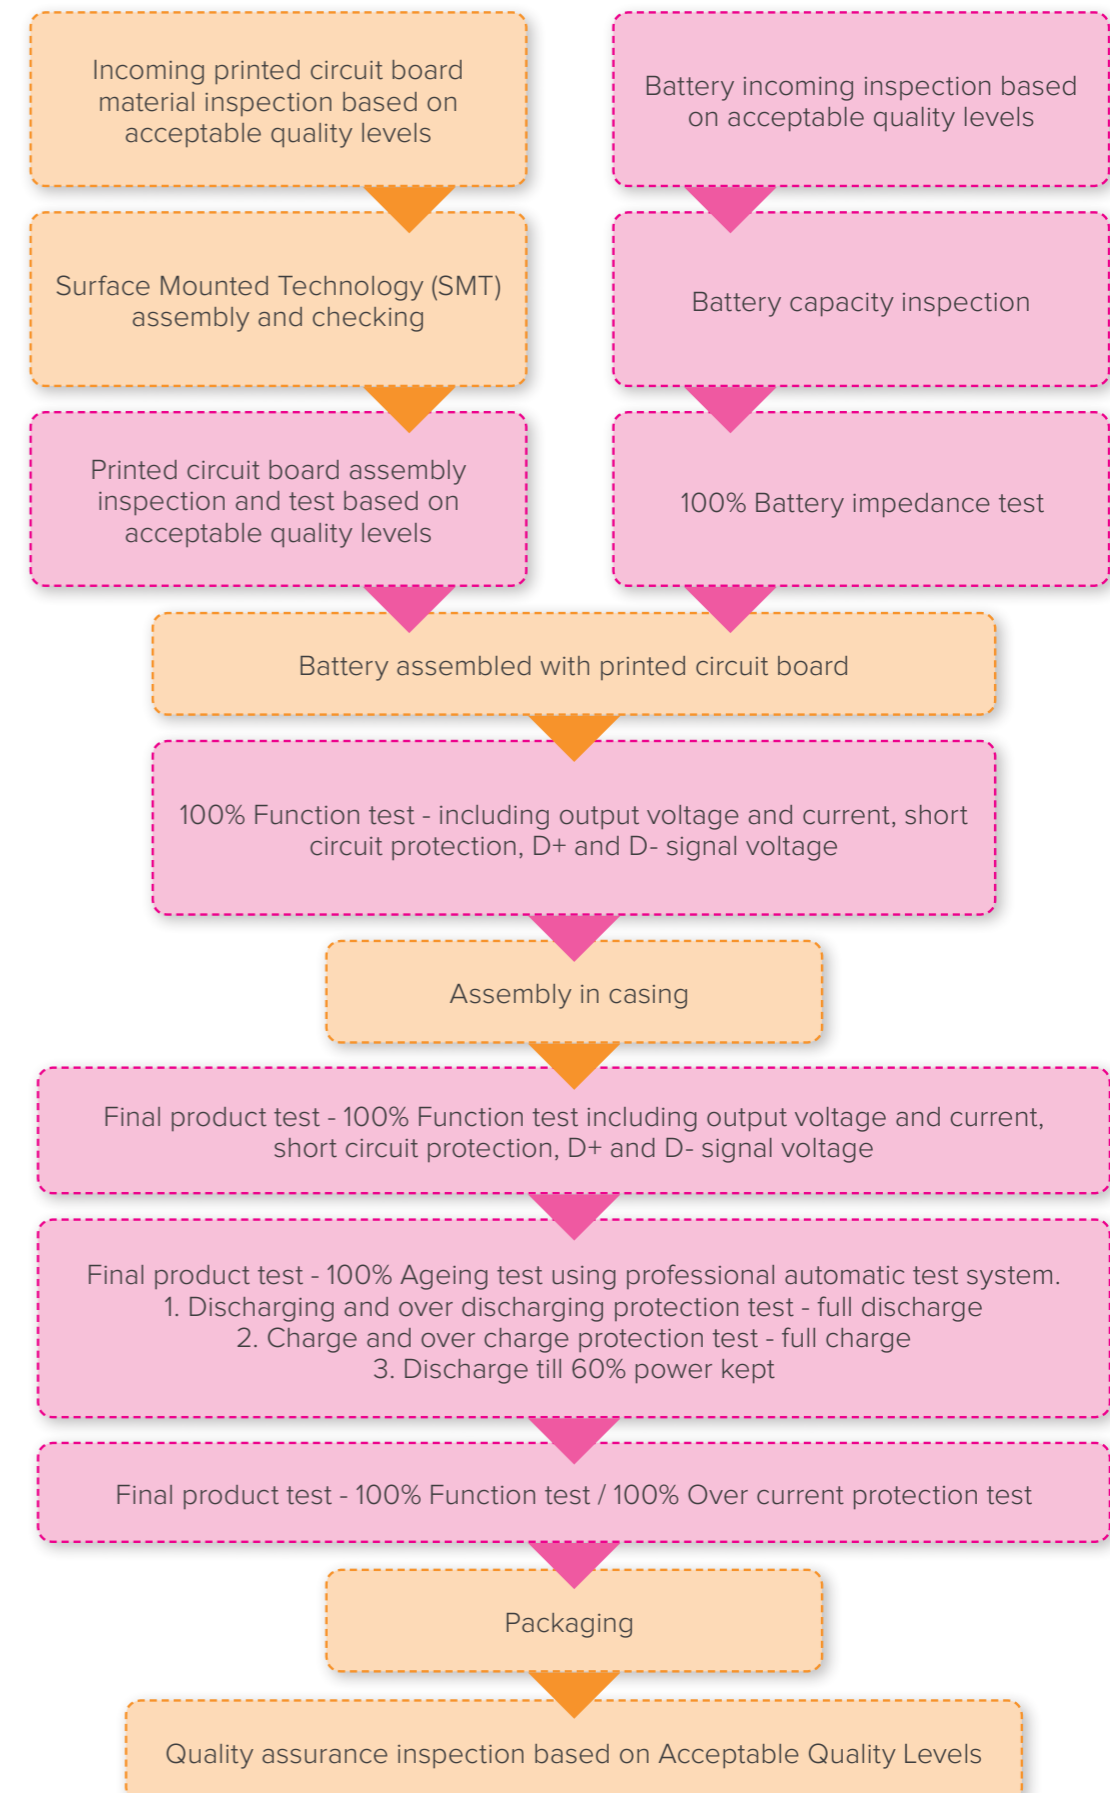 Incoming printed circuit board
material inspection based on
acceptable quality levels
Battery incoming inspection based
on acceptable quality levels
Surface Mounted Technology (SMT)
assembly and checking
Battery capacity inspection
Printed circuit board assembly
inspection and test based on
acceptable quality levels
100% Battery impedance test
Battery assembled with printed circuit board
100% Function test - including output voltage and current, short
circuit protection, D+ and D- signal voltage
Assembly in casing
Final product test - 100% Function test including output voltage and current,
short circuit protection, D+ and D- signal voltage
Final product test - 100% Ageing test using professional automatic test system.
1. Discharging and over discharging protection test - full discharge
2. Charge and over charge protection test - full charge
3. Discharge till 60% power kept
Final product test - 100% Function test / 100% Over current protection test
Packaging
Quality assurance inspection based on Acceptable Quality Levels